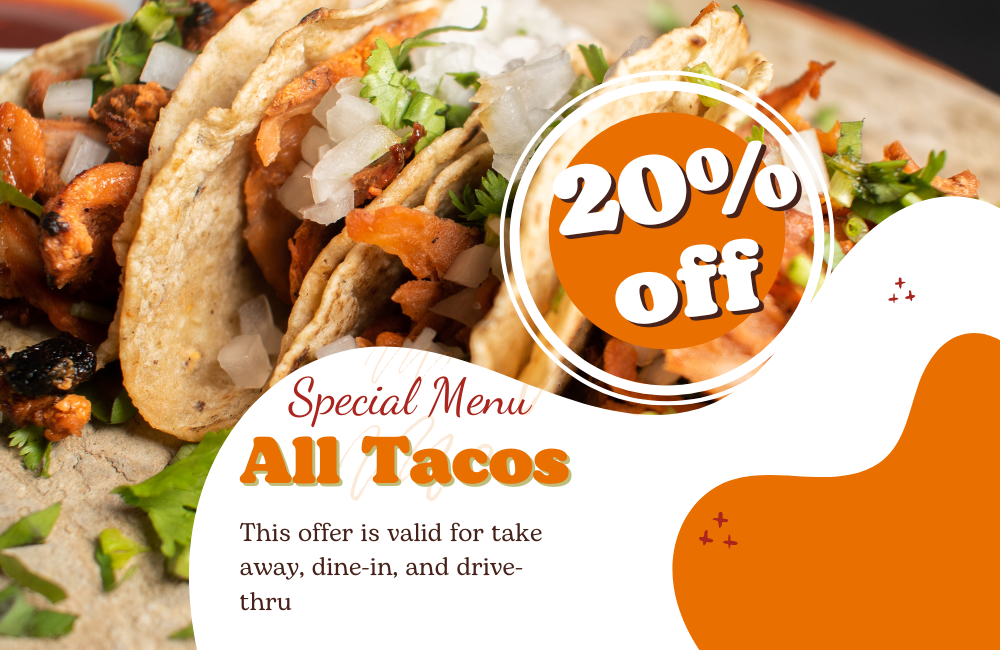 20%
off
Special Menu
All Tacos
This offer is valid for take
away, dine-in, and drive-
thru